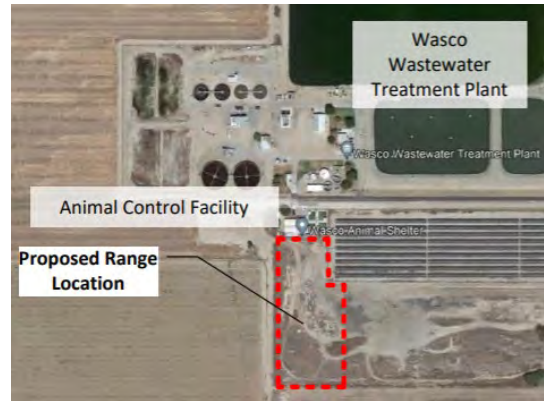 Wasco
Wastewater
Treatment Plant
Wasco Wastewater Treatment Plant
Animal Control Facility
Wasco Animal Shelter
Proposed Range
Location